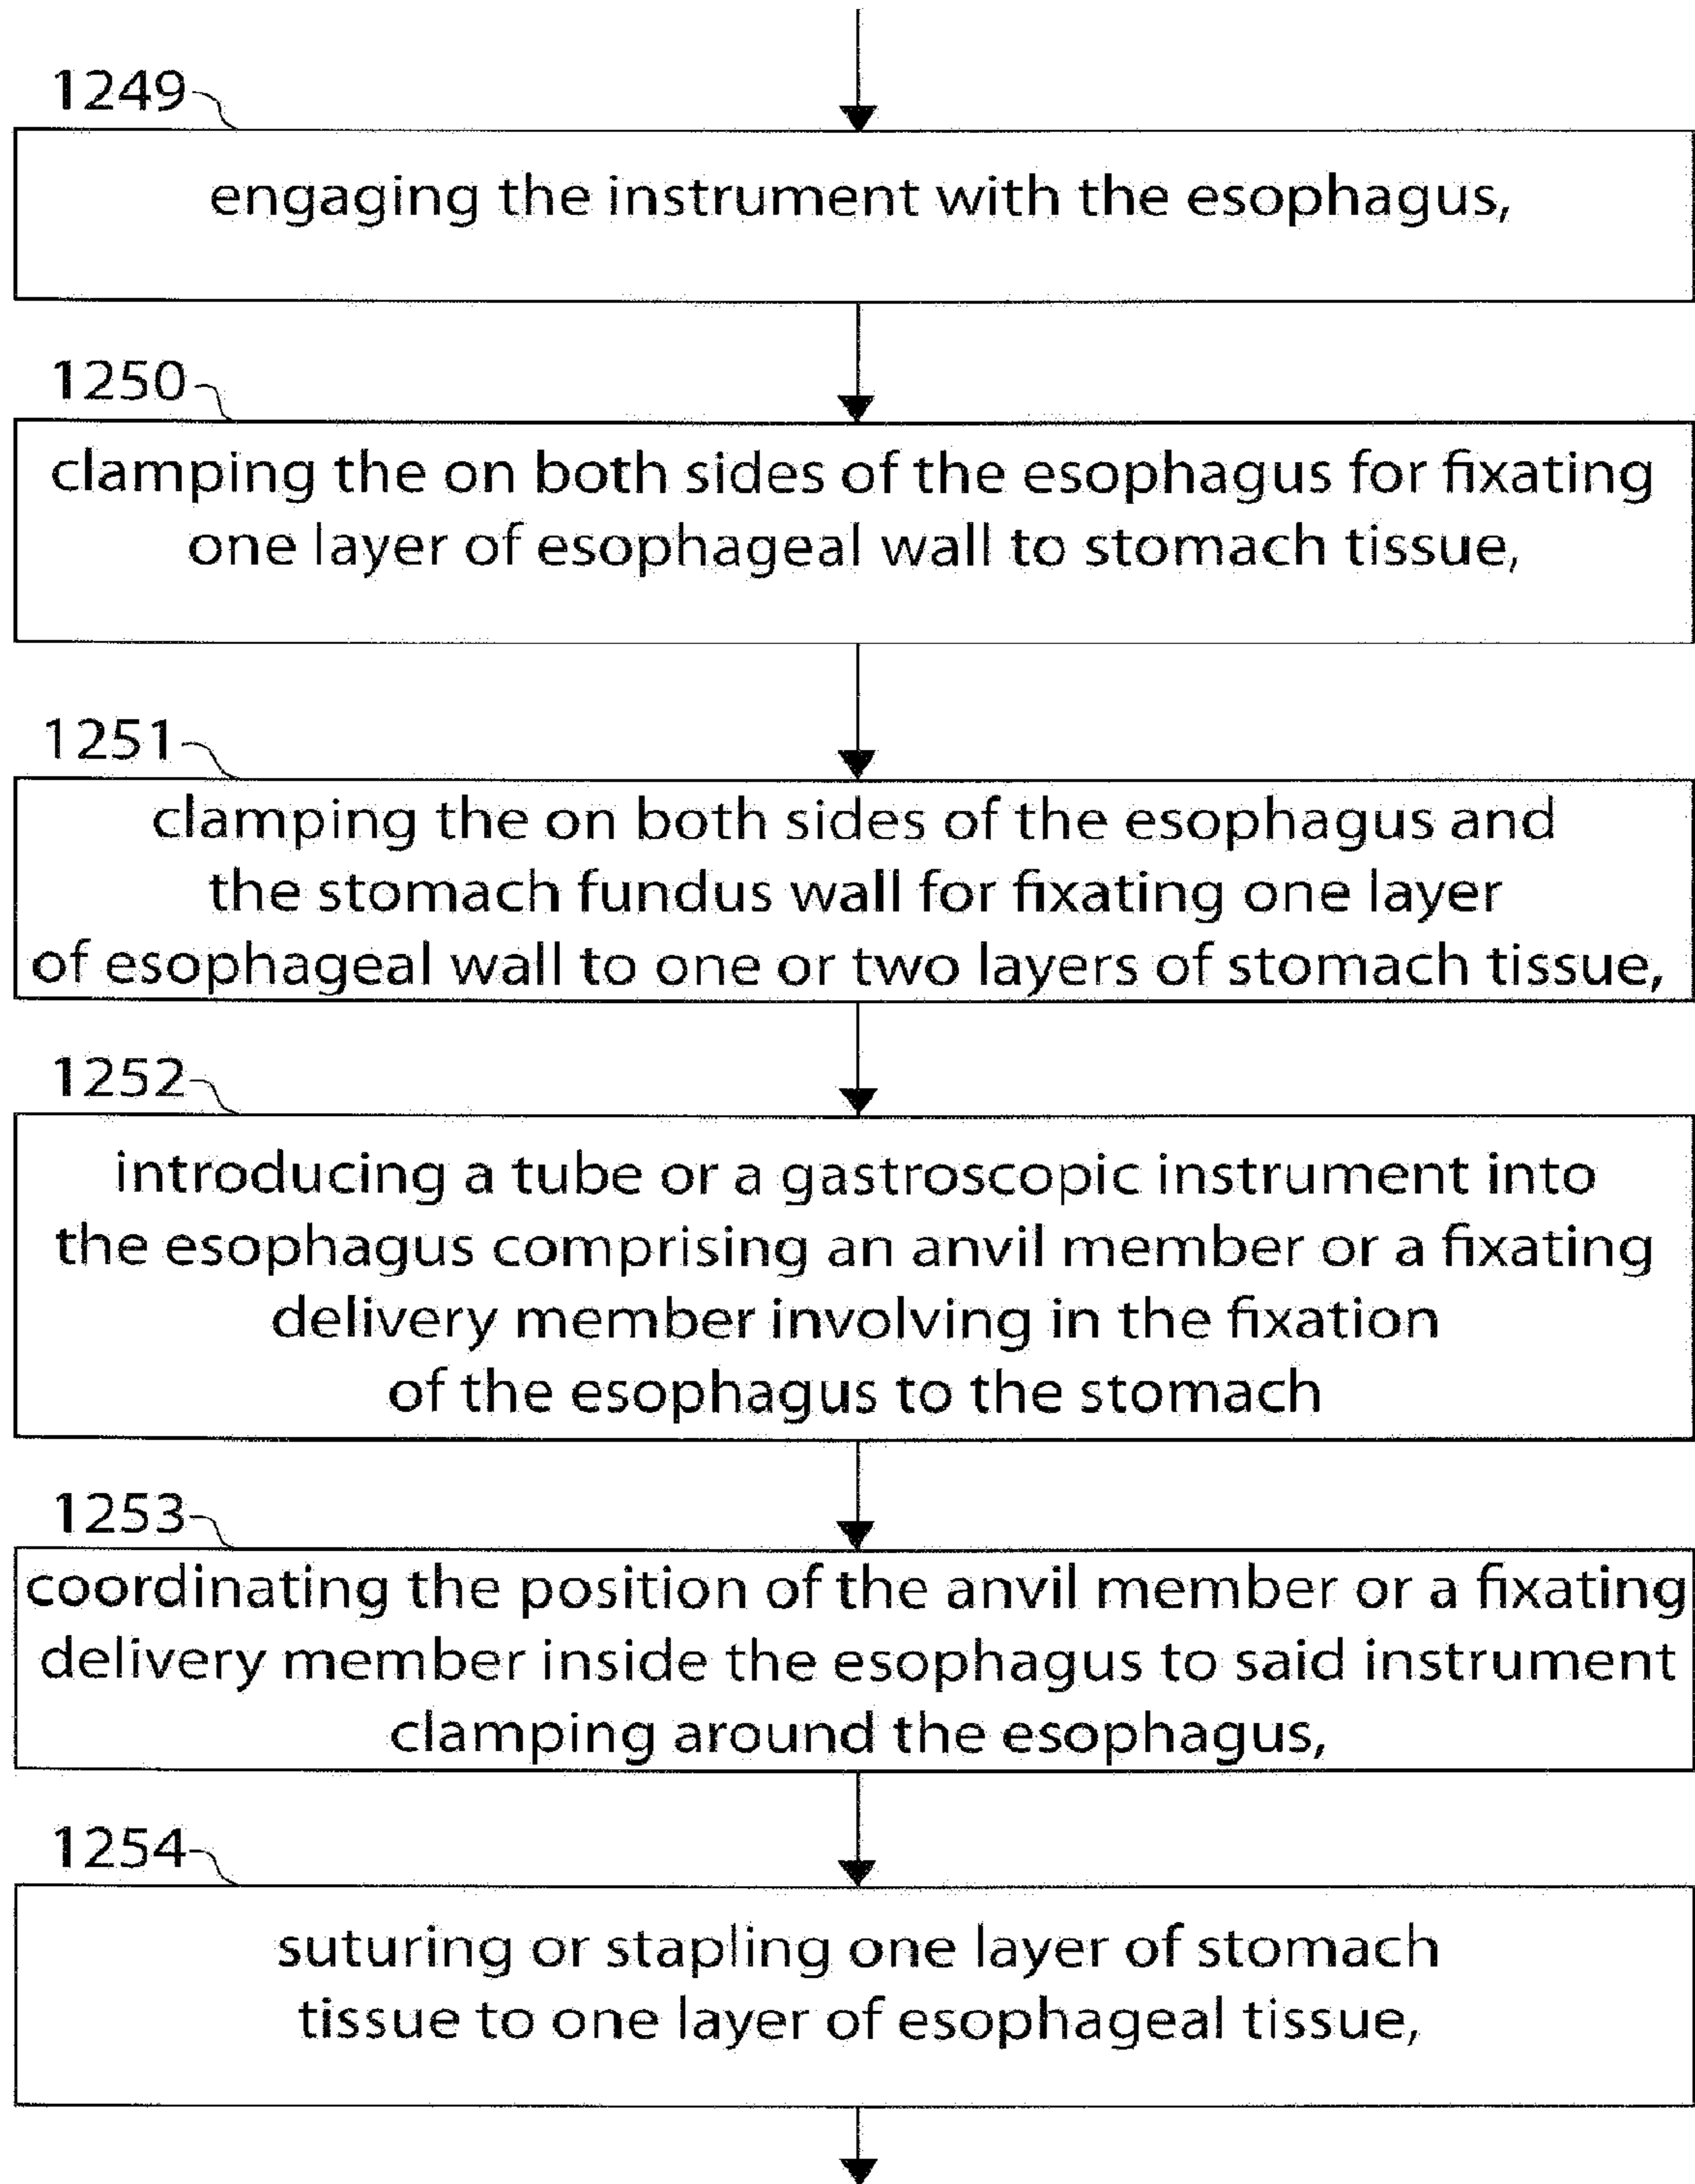 1249
engaging the instrument with the esophagus,
1250
clamping the on both sides of the esophagus for fixating
one layer of esophageal wall to stomach tissue,
1251
clamping the on both sides of the esophagus and
the stomach fundus wall for fixating one layer
of esophageal wall to one or two layers of stomach tissue,
1252
introducing a tube or a gastroscopic instrument into
the esophagus comprising an anvil member or a fixating
delivery member involving in the fixation
of the esophagus to the stomach
1253
coordinating the position of the anvil member or a fixating
delivery member inside the esophagus to said instrument
clamping around the esophagus,
1254
suturing or stapling one layer of stomach
tissue to one layer of esophageal tissue,